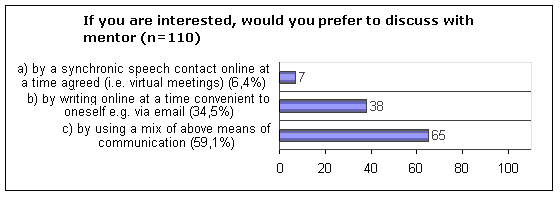 If you are interested, would you prefer to discuss with
mentor (n=110)
a) by a synchronic speech contact online at
a time agreed (i.e. virtual meetings) (6,4%)
7
b) by writing online at a time convenient to
oneself e.g. via email (34,5%)
38
c) by using a mix of above means of
communication (59,1%)
65
0 20 40 60 80 100